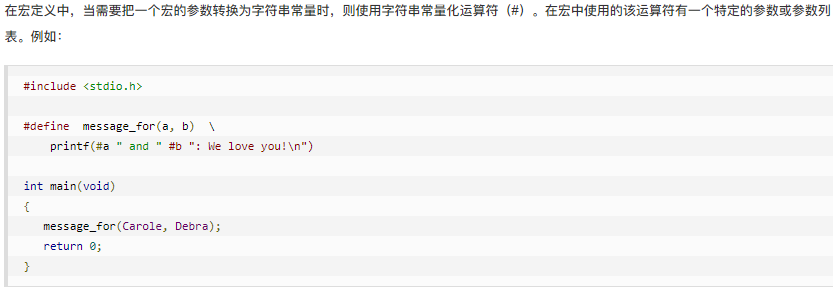 在宏定义中，当需要把一个宏的参数转换为字符串常量时，则使用字符串常量化运算符（#）。在宏中使用的该运算符有一个特定的参数或参数列
表。例如：
#include <stdio.h>
#define  message_for(a, b)  \
    printf(#a " and " #b ": We love you!\n")
int main(void)
{
   message_for(Carole, Debra);
   return 0;
}